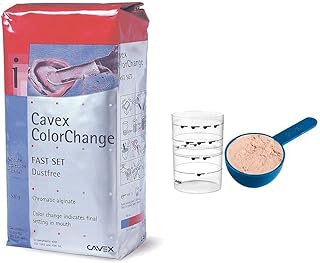 i
Cavex
ColorChange
FAST SET
Dustfree
Chromatic alginate
Color change indicates final
setting in mouth
CAVEX